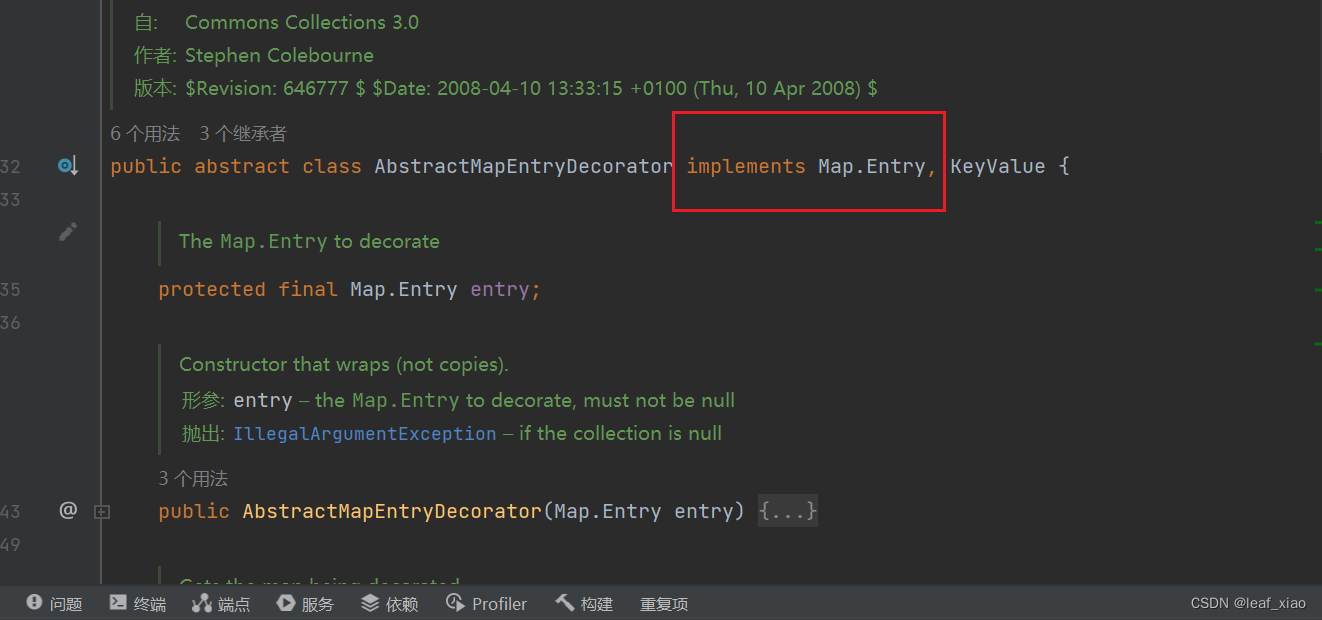 自: Commons Collections 3.0
作者: Stephen Colebourne
版本: $Revision: 646777 $ $Date: 2008-04-10 13:33:15 +0100 (Thu, 10 Apr 2008) $
6 个用法 3 个继承者
32 public abstract class AbstractMapEntryDecorator implements Map.Entry, KeyValue {
33
The Map.Entry to decorate
35 protected final Map.Entry entry;
36
Constructor that wraps (not copies).
形参: entry – the Map.Entry to decorate, must not be null
抛出: IllegalArgumentException – if the collection is null
3 个用法
43 @ public AbstractMapEntryDecorator(Map.Entry entry) {...}
49
Gets the map being decorated
问题 终端 端点 服务 依赖 Profiler 构建 重复项
CSDN @leaf_xiao